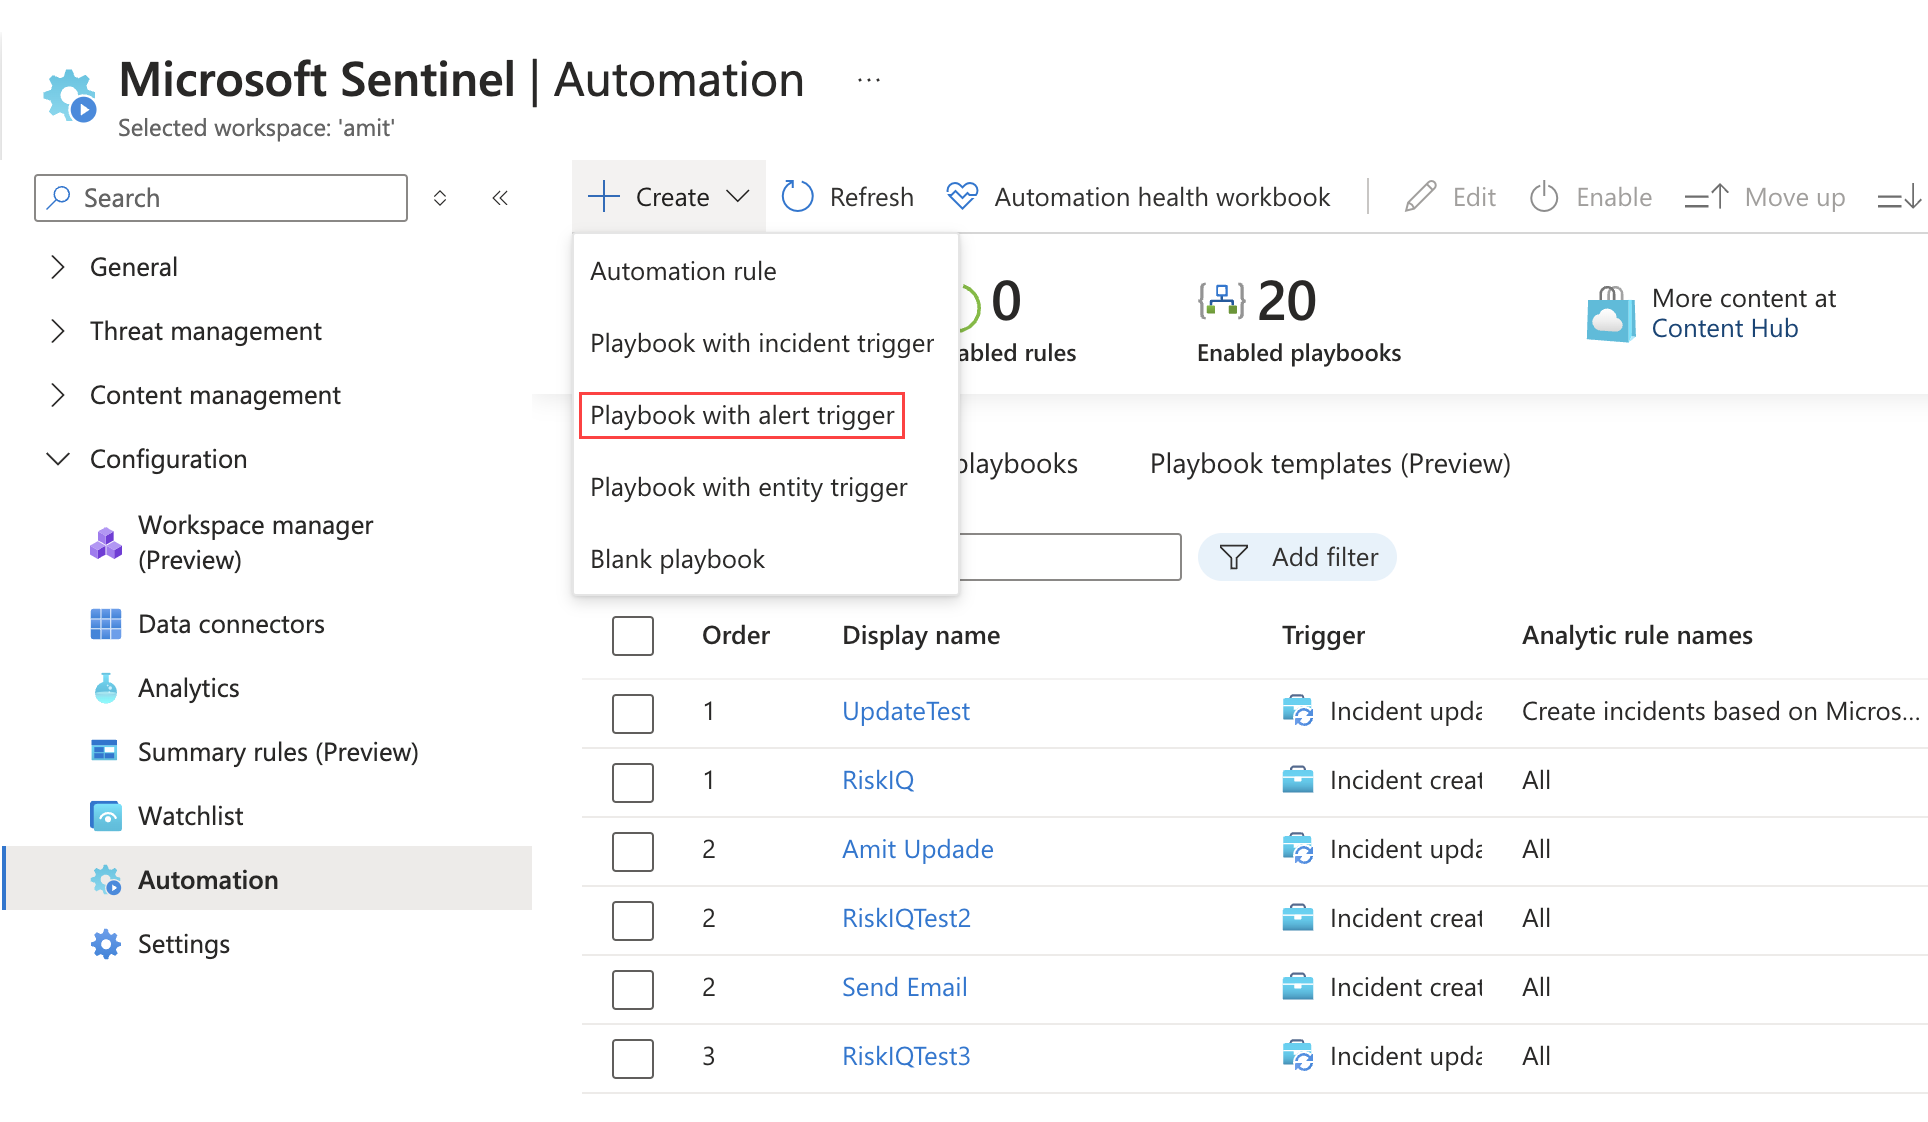 Microsoft Sentinel | Automation ...
Selected workspace: 'amit'
Search
General
Threat management
Content management
Configuration
Workspace manager
(Preview)
Data connectors
Analytics
Summary rules (Preview)
Watchlist
Automation
Settings
Create Refresh Automation health workbook Edit Enable Move up
Automation rule
Playbook with incident trigger
Playbook with alert trigger
Playbook with entity trigger
Blank playbook
0
abled rules
20
Enabled playbooks
More content at
Content Hub
playbooks Playbook templates (Preview)
Add filter
Order Display name Trigger Analytic rule names
1 UpdateTest Incident upda Create incidents based on Micros...
1 RiskIQ Incident creat All
2 Amit Updade Incident upda All
2 RiskIQTest2 Incident creat All
2 Send Email Incident creat All
3 RiskIQTest3 Incident upda All